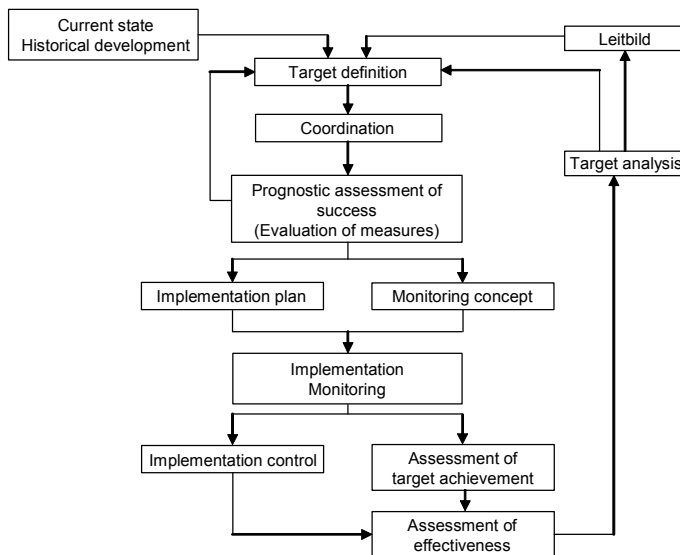 Current state
Historical development
Leitbild
Target definition
Coordination
Target analysis
Prognostic assessment of
success
(Evaluation of measures)
Implementation plan
Monitoring concept
Implementation
Monitoring
Implementation control
Assessment of
target achievement
Assessment of
effectiveness